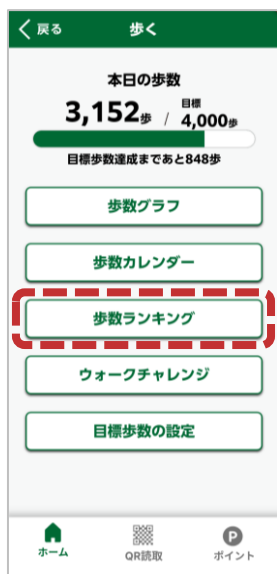 戻る 歩く
本日の歩数
3,152歩 / 目標 4,000歩
目標歩数達成まであと848歩
歩数グラフ
歩数カレンダー
歩数ランキング
ウォークチャレンジ
目標歩数の設定
ホーム QR読取 P ポイント